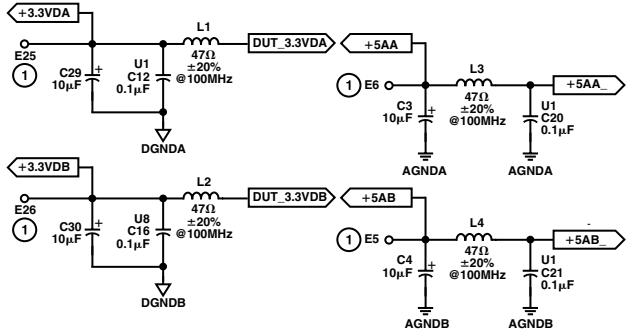 +3.3VDA
L1
E25
1
C29
10µF
+
U1
C12
0.1µF
47Ω
±20%
@100MHz
DUT_3.3VDA
DGNDA
+5AA
1
E6
C3
10µF
+
L3
47Ω
±20%
@100MHz
+5AA_
U1
C20
0.1µF
AGNDA
AGNDA
+3.3VDB
L2
E26
1
C30
10µF
+
U8
C16
0.1µF
47Ω
±20%
@100MHz
DUT_3.3VDB
DGNDB
+5AB
1
E5
C4
10µF
+
L4
47Ω
±20%
@100MHz
-
+5AB_
U1
C21
0.1µF
AGNDB
AGNDB